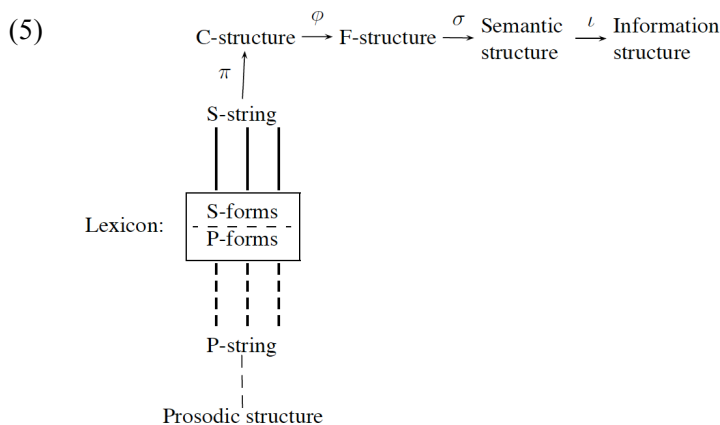 (5)
φ σ ι
C-structure F-structure Semantic structure Information structure
π
S-string
Lexicon:
S-forms
P-forms
P-string
Prosodic structure